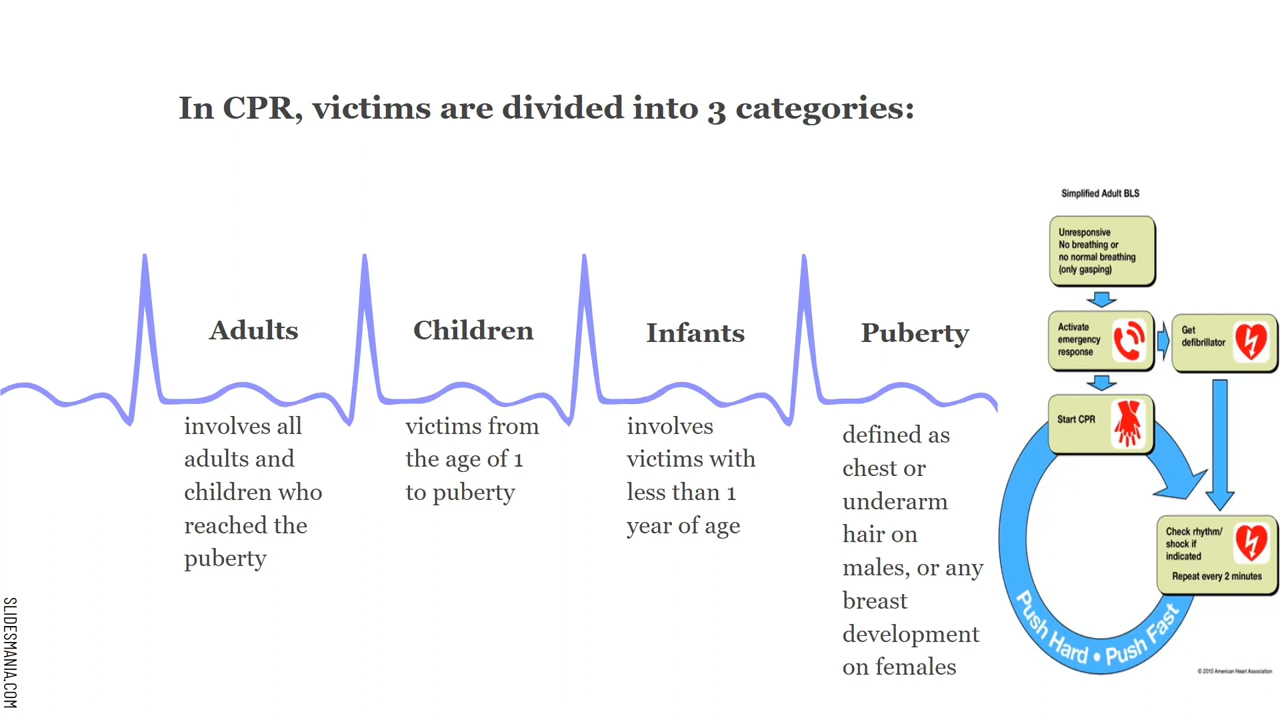 In CPR, victims are divided into 3 categories:
Adults
involves all
adults and
children who
reached the
puberty
Children
victims from
the age of 1
to puberty
Infants
involves
victims with
less than 1
year of age
Puberty
defined as
chest or
underarm
hair on
males, or any
breast
development
on females
Simplified Adult BLS
Unresponsive
No breathing or
no normal breathing
(only gasping)
Activate
emergency
response
Get
defibrillator
Start CPR
Check rhythm/
shock if
indicated
Repeat every 2 minutes
Push Hard • Push Fast
© 2010 American Heart Association
SLIDESMANIA.COM